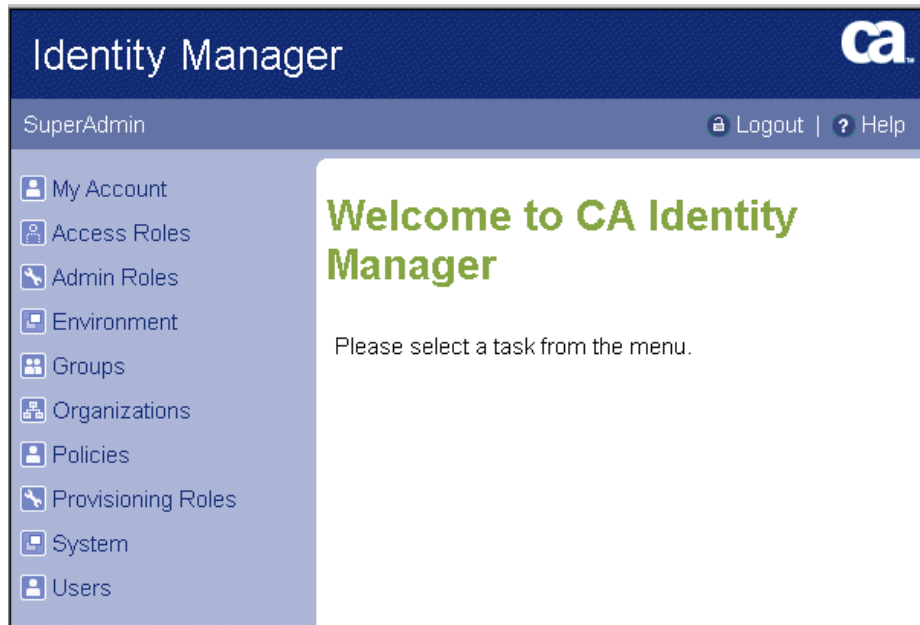 Identity Manager
ca
SuperAdmin
Logout | ? Help
My Account
Access Roles
Admin Roles
Environment
Groups
Organizations
Policies
Provisioning Roles
System
Users
Welcome to CA Identity
Manager
Please select a task from the menu.